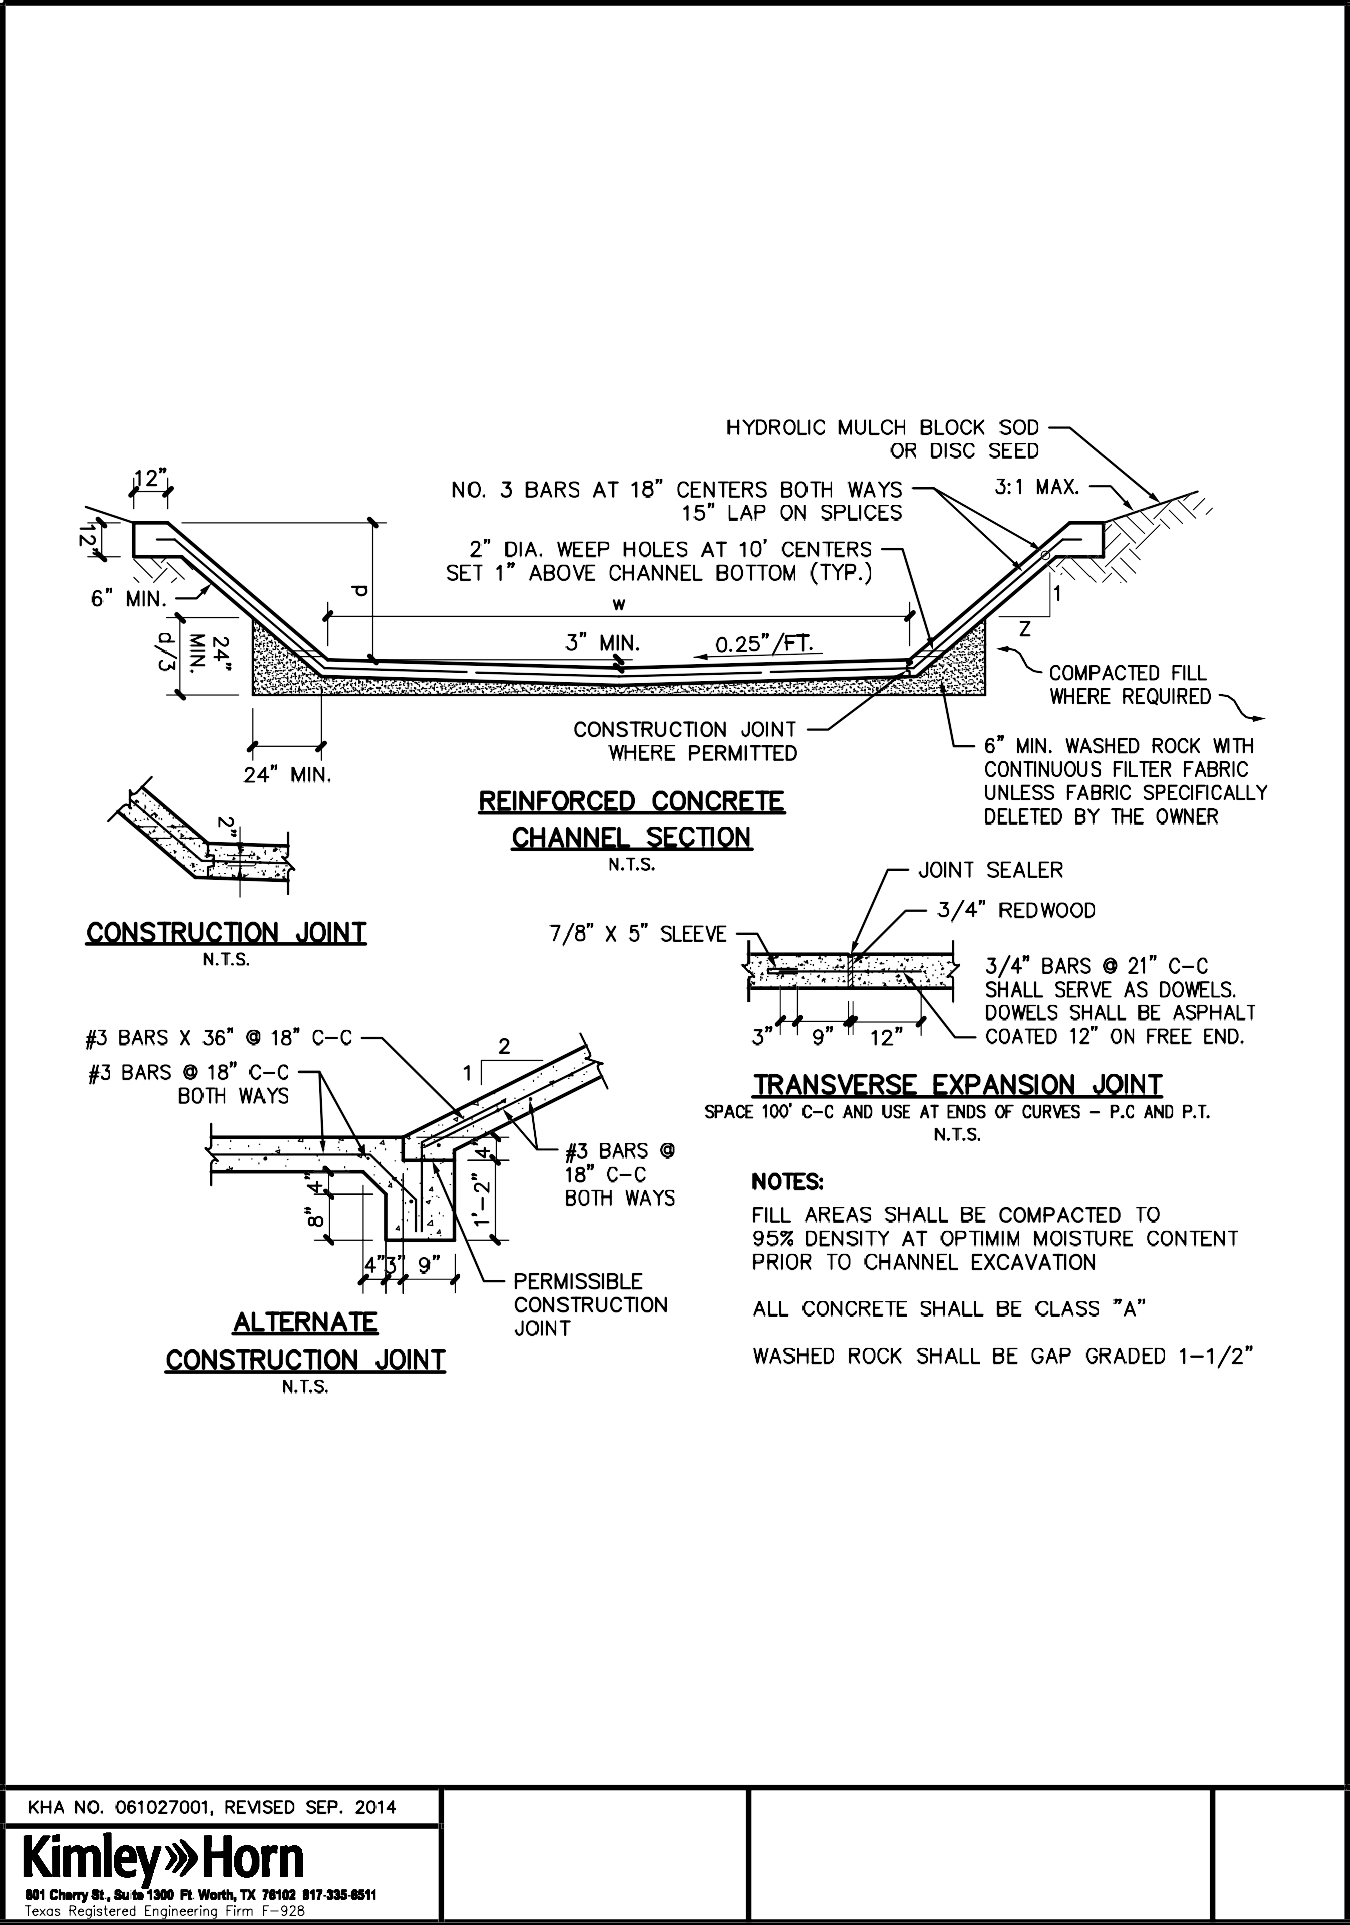 HYDROLIC MULCH BLOCK SOD
OR DISC SEED
12"
NO. 3 BARS AT 18" CENTERS BOTH WAYS
15" LAP ON SPLICES
3:1 MAX.
12"
2" DIA. WEEP HOLES AT 10' CENTERS
SET 1" ABOVE CHANNEL BOTTOM (TYP.)
6" MIN.
d
w
1
Z
24"
MIN.
d/3
3" MIN.
0.25"/FT.
COMPACTED FILL
WHERE REQUIRED
CONSTRUCTION JOINT
WHERE PERMITTED
24" MIN.
6" MIN. WASHED ROCK WITH
CONTINUOUS FILTER FABRIC
UNLESS FABRIC SPECIFICALLY
DELETED BY THE OWNER
REINFORCED CONCRETE
CHANNEL SECTION
N.T.S.
2"
CONSTRUCTION JOINT
N.T.S.
JOINT SEALER
3/4" REDWOOD
7/8" X 5" SLEEVE
3/4" BARS @ 21" C-C
SHALL SERVE AS DOWELS.
DOWELS SHALL BE ASPHALT
COATED 12" ON FREE END.
3"
9"
12"
TRANSVERSE EXPANSION JOINT
SPACE 100' C-C AND USE AT ENDS OF CURVES - P.C AND P.T.
N.T.S.
#3 BARS X 36" @ 18" C-C
#3 BARS @ 18" C-C
BOTH WAYS
2
1
#3 BARS @
18" C-C
BOTH WAYS
4"
1'-2"
4"
8"
4"
3"
9"
PERMISSIBLE
CONSTRUCTION
JOINT
ALTERNATE
CONSTRUCTION JOINT
N.T.S.
NOTES:
FILL AREAS SHALL BE COMPACTED TO
95% DENSITY AT OPTIMIM MOISTURE CONTENT
PRIOR TO CHANNEL EXCAVATION
ALL CONCRETE SHALL BE CLASS "A"
WASHED ROCK SHALL BE GAP GRADED 1-1/2"
KHA NO. 061027001, REVISED SEP. 2014
Kimley»Horn
801 Cherry St., Suite 1300 Ft. Worth, TX 76102 817-335-6511
Texas Registered Engineering Firm F-928